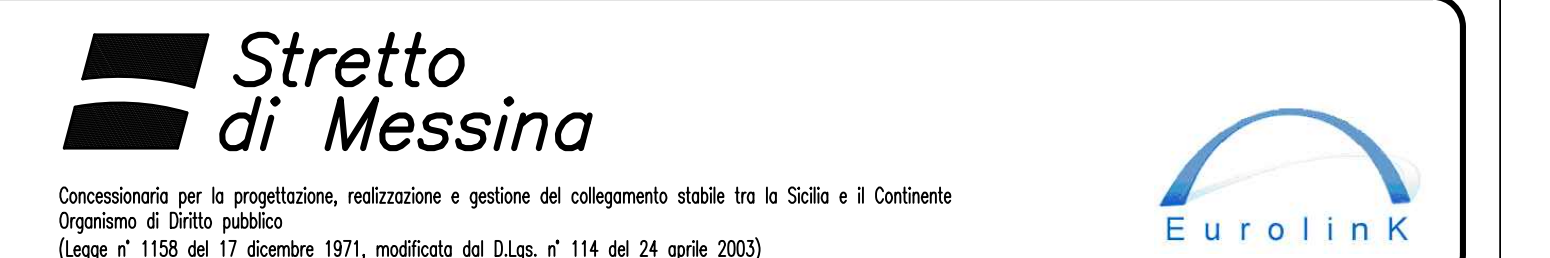 Stretto
di Messina
Concessionaria per la progettazione, realizzazione e gestione del collegamento stabile tra la Sicilia e il Continente
Organismo di Diritto pubblico
(Legge n° 1158 del 17 dicembre 1971, modificata dal D.Lgs. n° 114 del 24 aprile 2003)
EurolinK